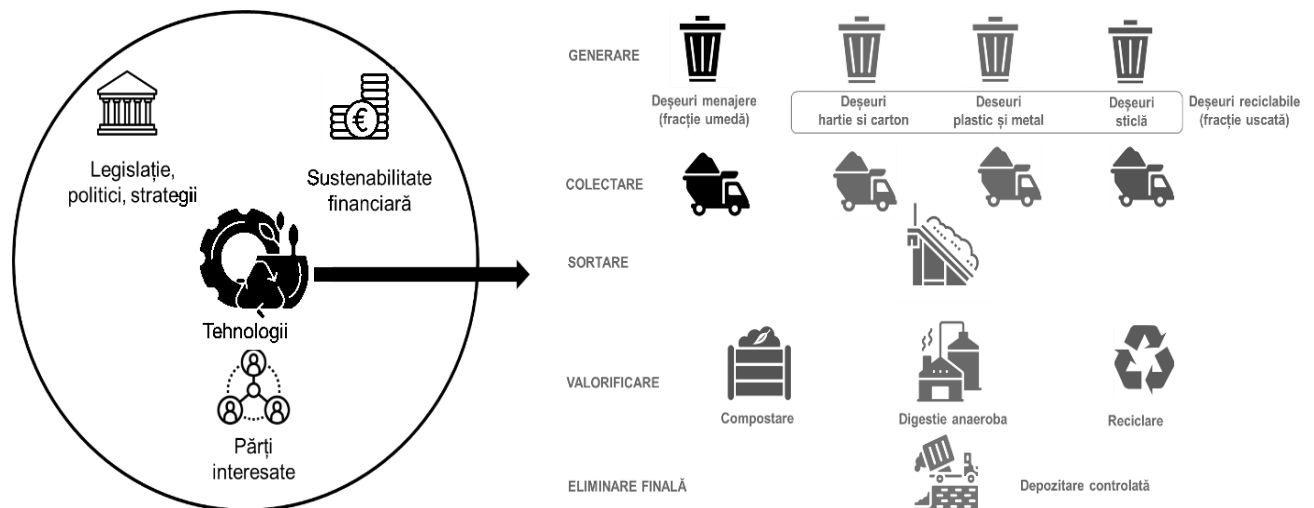 Legislație,
politici, strategii
Sustenabilitate
financiară
Tehnologii
Părți
interesate
GENERARE
Deșeuri menajere
(fracție umedă)
Deșeuri
hartie si carton
Deseuri
plastic și metal
Deșeuri
sticlă
Deșeuri reciclabile
(fracție uscată)
COLECTARE
SORTARE
VALORIFICARE
Compostare
Digestie anaeroba
Reciclare
ELIMINARE FINALĂ
Depozitare controlată